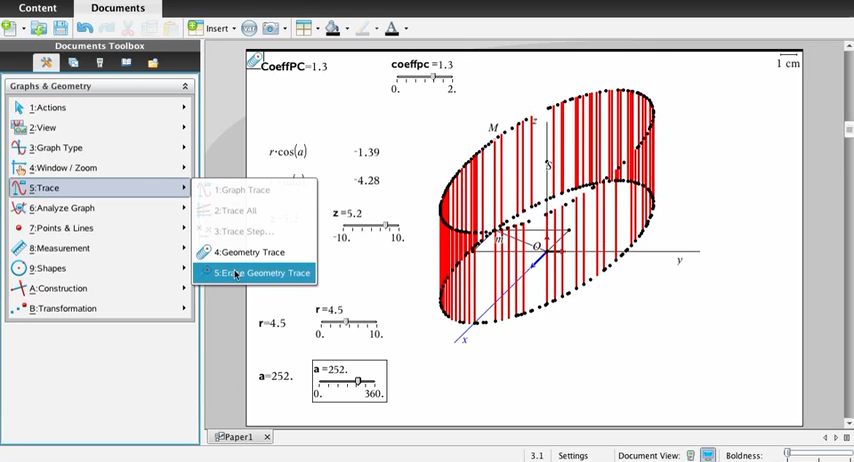 Content
Documents
Insert
Documents Toolbox
Graphs & Geometry
1:Actions
2:View
3:Graph Type
4:Window / Zoom
5:Trace
6:Analyze Graph
7:Points & Lines
8:Measurement
9:Shapes
A:Construction
B:Transformation
1:Graph Trace
2:Trace All
3:Trace Step...
4:Geometry Trace
5:Erase Geometry Trace
CoeffPC=1.3
coeffpc =1.3
0. 2.
1 cm
r·cos(a) -1.39
-4.28
z =5.2
-10. 10.
r=4.5
r =4.5
0. 10.
a=252.
a =252.
0. 360.
M
z
S
m
O
y
x
Paper1
3.1
Settings
Document View:
Boldness: